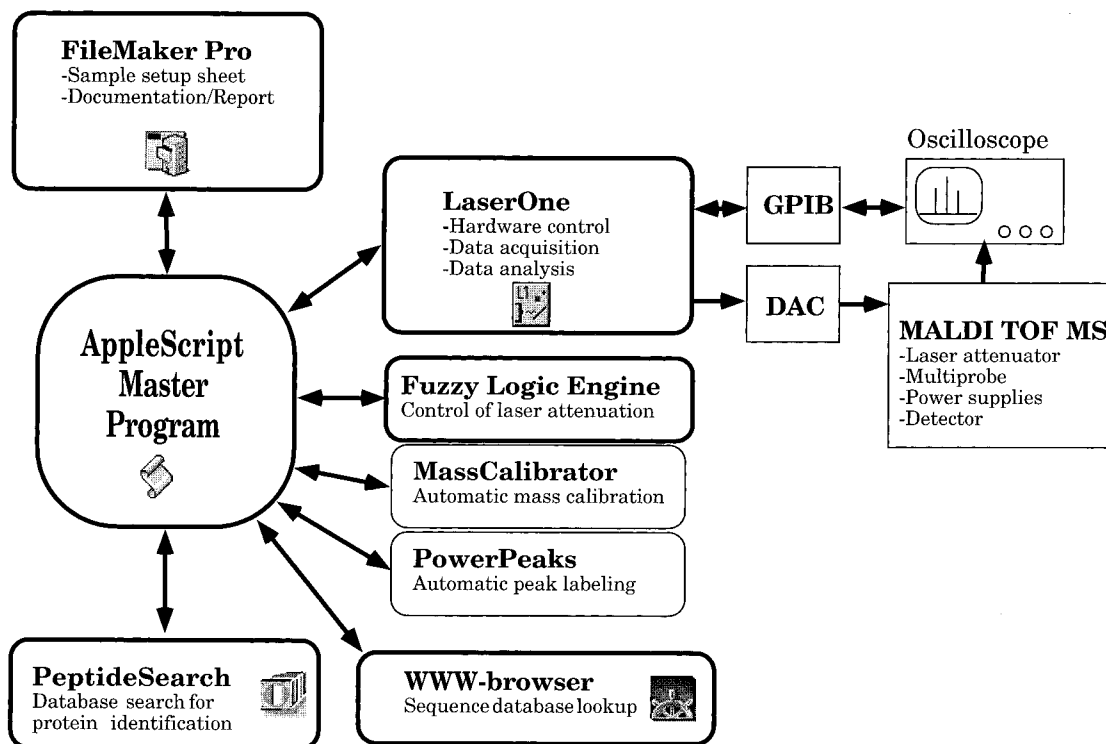 FileMaker Pro
-Sample setup sheet
-Documentation/Report
AppleScript
Master
Program
LaserOne
-Hardware control
-Data acquisition
-Data analysis
GPIB
Oscilloscope
DAC
MALDI TOF MS
-Laser attenuator
-Multiprobe
-Power supplies
-Detector
Fuzzy Logic Engine
Control of laser attenuation
MassCalibrator
Automatic mass calibration
PowerPeaks
Automatic peak labeling
PeptideSearch
Database search for
protein identification
WWW-browser
Sequence database lookup